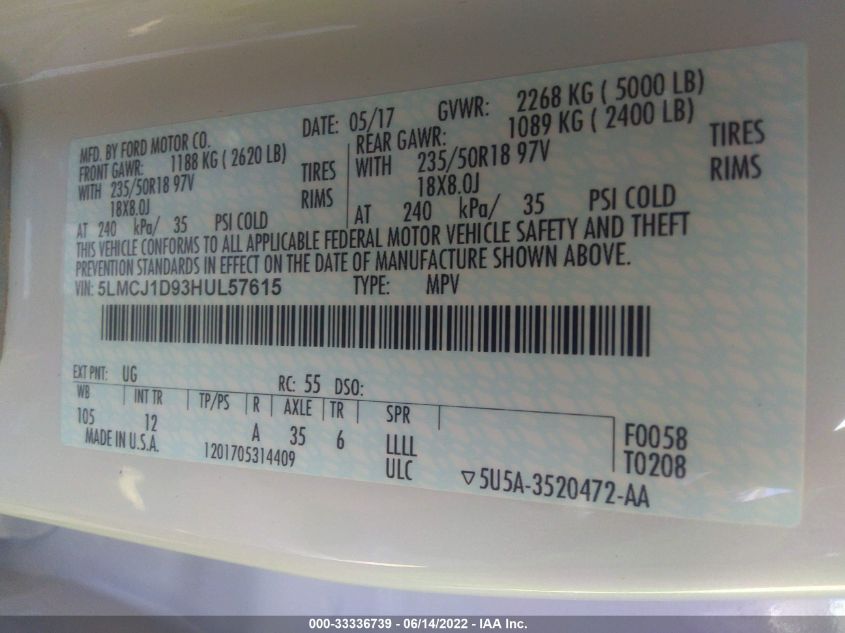 MFD. BY FORD MOTOR CO.
DATE: 05/17 GVWR: 2268 KG ( 5000 LB)
FRONT GAWR: 1188 KG ( 2620 LB)
WITH 235/50R18 97V TIRES
18X8.0J RIMS
AT 240 kPa/ 35 PSI COLD
REAR GAWR: 1089 KG ( 2400 LB)
WITH 235/50R18 97V TIRES
18X8.0J RIMS
AT 240 kPa/ 35 PSI COLD
THIS VEHICLE CONFORMS TO ALL APPLICABLE FEDERAL MOTOR VEHICLE SAFETY AND THEFT
PREVENTION STANDARDS IN EFFECT ON THE DATE OF MANUFACTURE SHOWN ABOVE.
VIN: 5LMCJ1D93HUL57615 TYPE: MPV
EXT PNT: UG RC: 55 DSO:
WB INT TR TP/PS R AXLE TR SPR
105 12 A 35 6 LLLL
ULC
F0058
T0208
MADE IN U.S.A. 1201705314409
▽5U5A-3520472-AA
000-33336739 - 06/14/2022 - IAA Inc.